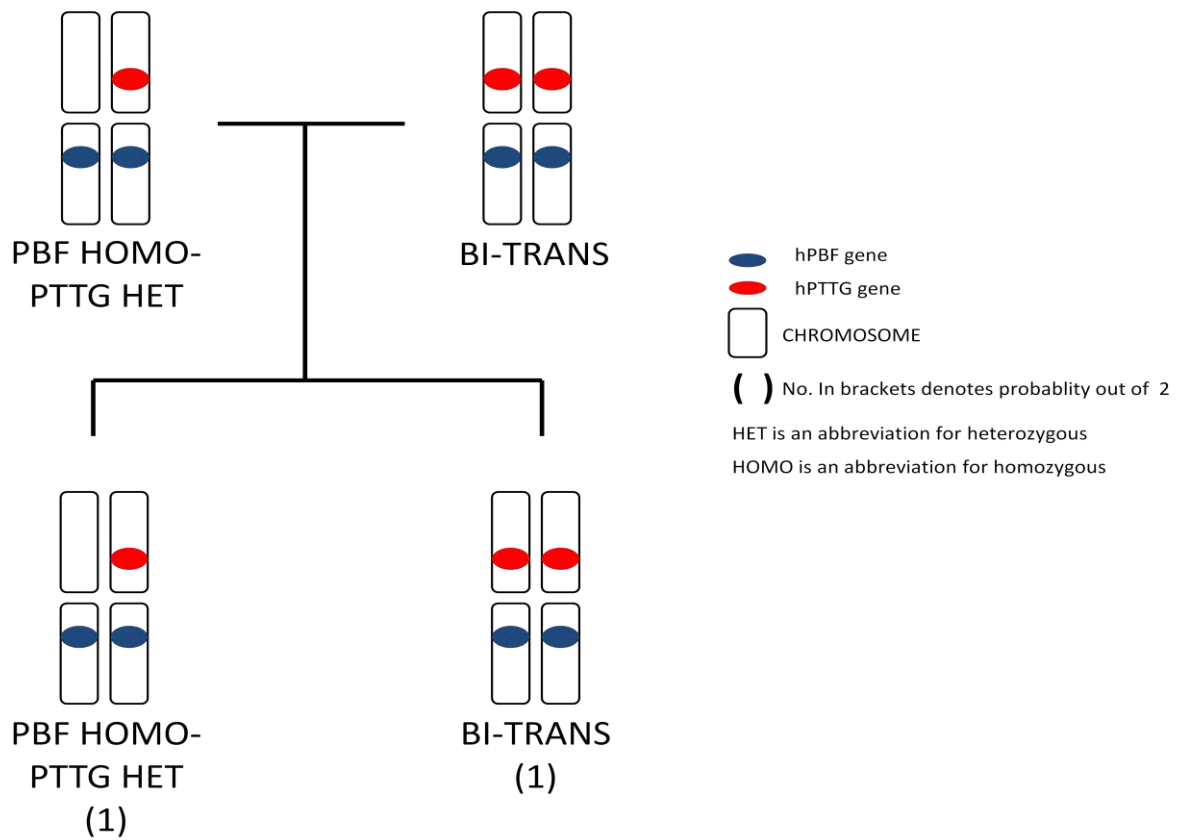 PBF HOMO-
PTTG HET
BI-TRANS
hPBF gene
hPTTG gene
CHROMOSOME
( ) No. In brackets denotes probablity out of 2
HET is an abbreviation for heterozygous
HOMO is an abbreviation for homozygous
PBF HOMO-
PTTG HET
(1)
BI-TRANS
(1)